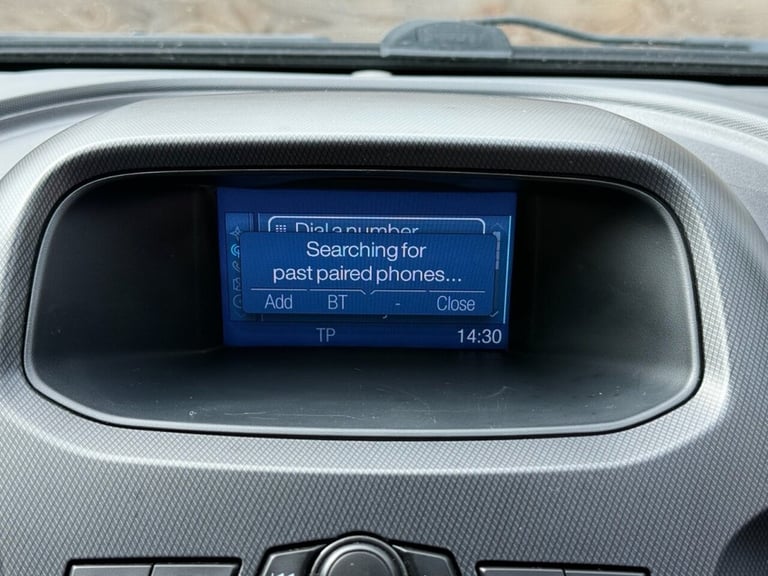 Dial a number
Searching for
past paired phones...
Add BT - Close
TP 14:30